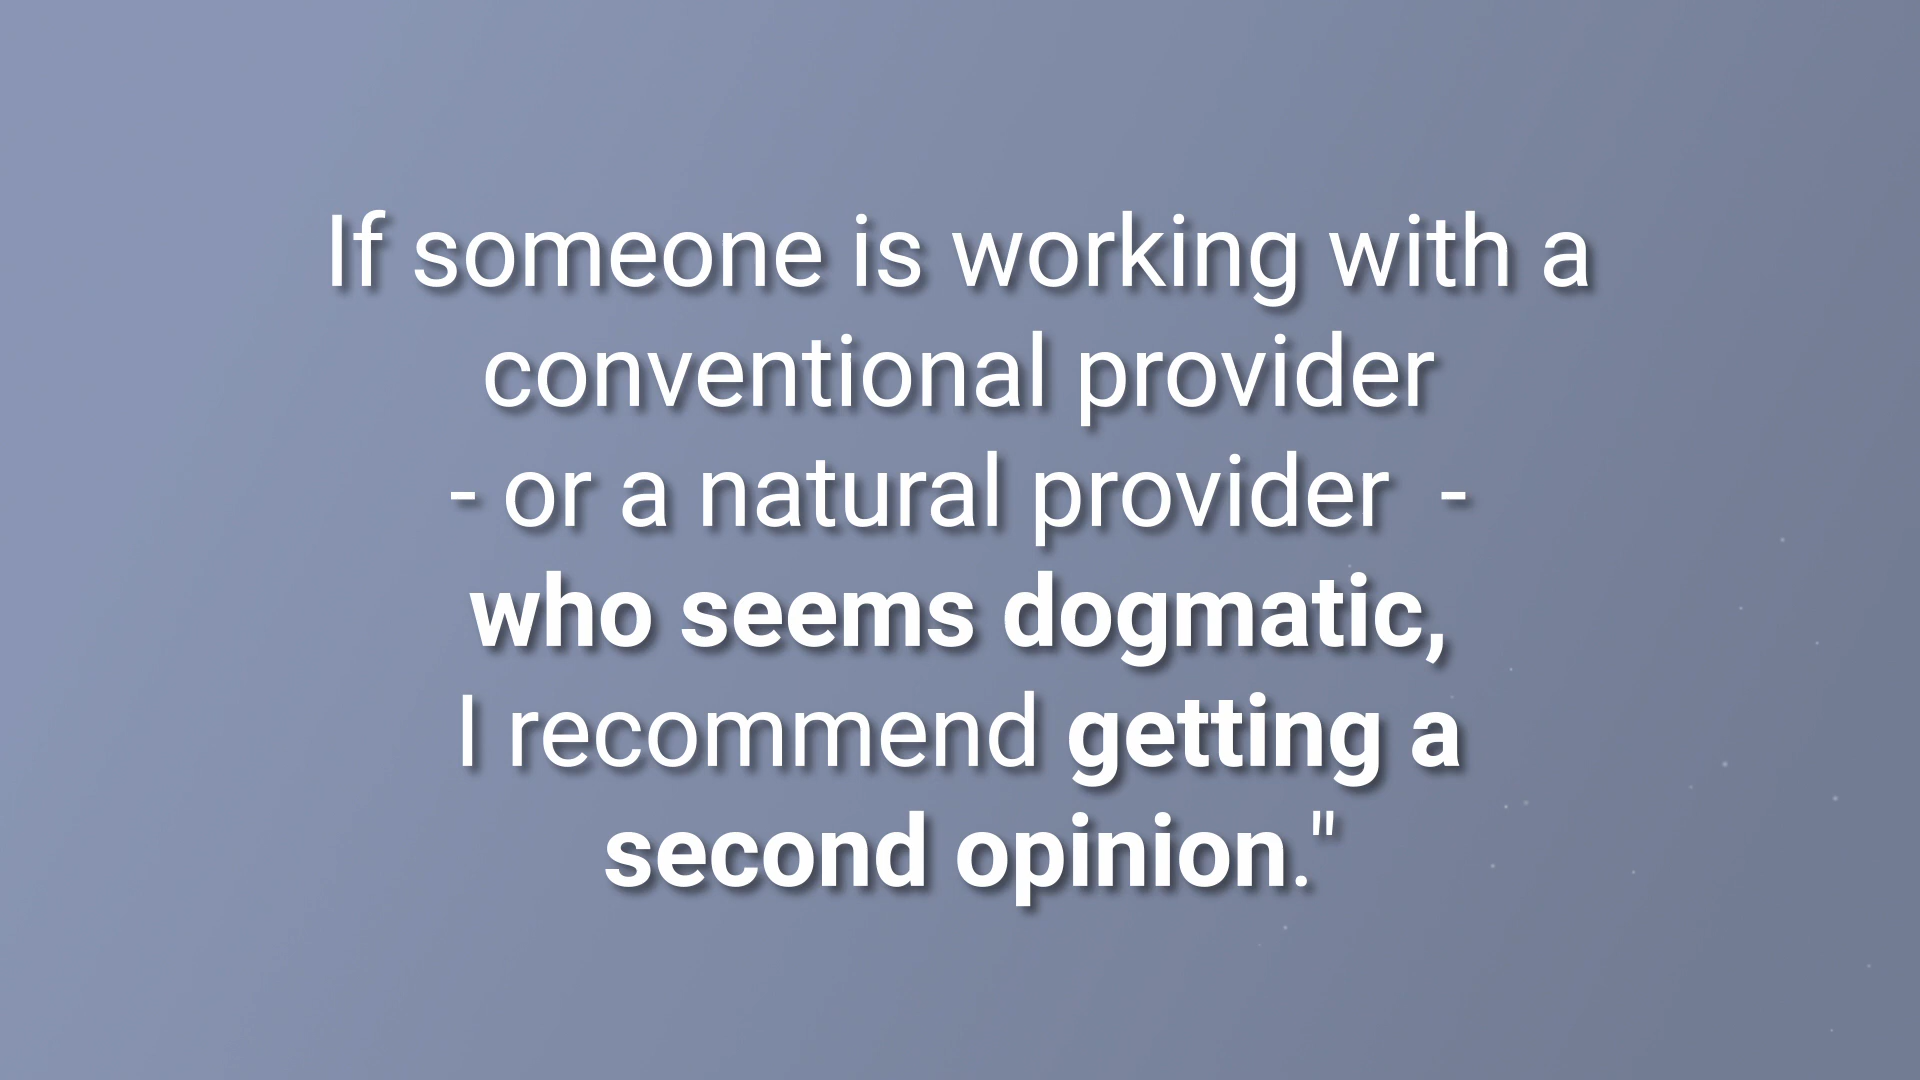 If someone is working with a
conventional provider
- or a natural provider  -
who seems dogmatic,
I recommend getting a
second opinion."